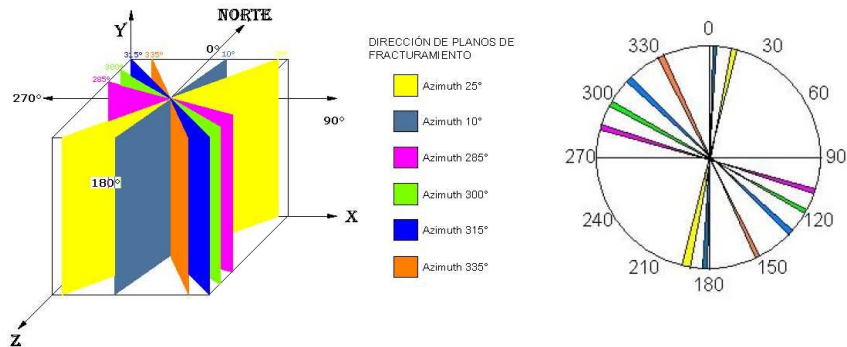 NORTE
Y
0°
10°
315°
335°
300°
285°
270°
90°
180°
X
Z
DIRECCIÓN DE PLANOS DE
FRACTURAMIENTO
Azimuth 25°
Azimuth 10°
Azimuth 285°
Azimuth 300°
Azimuth 315°
Azimuth 335°
0
30
60
90
120
150
180
210
240
270
300
330